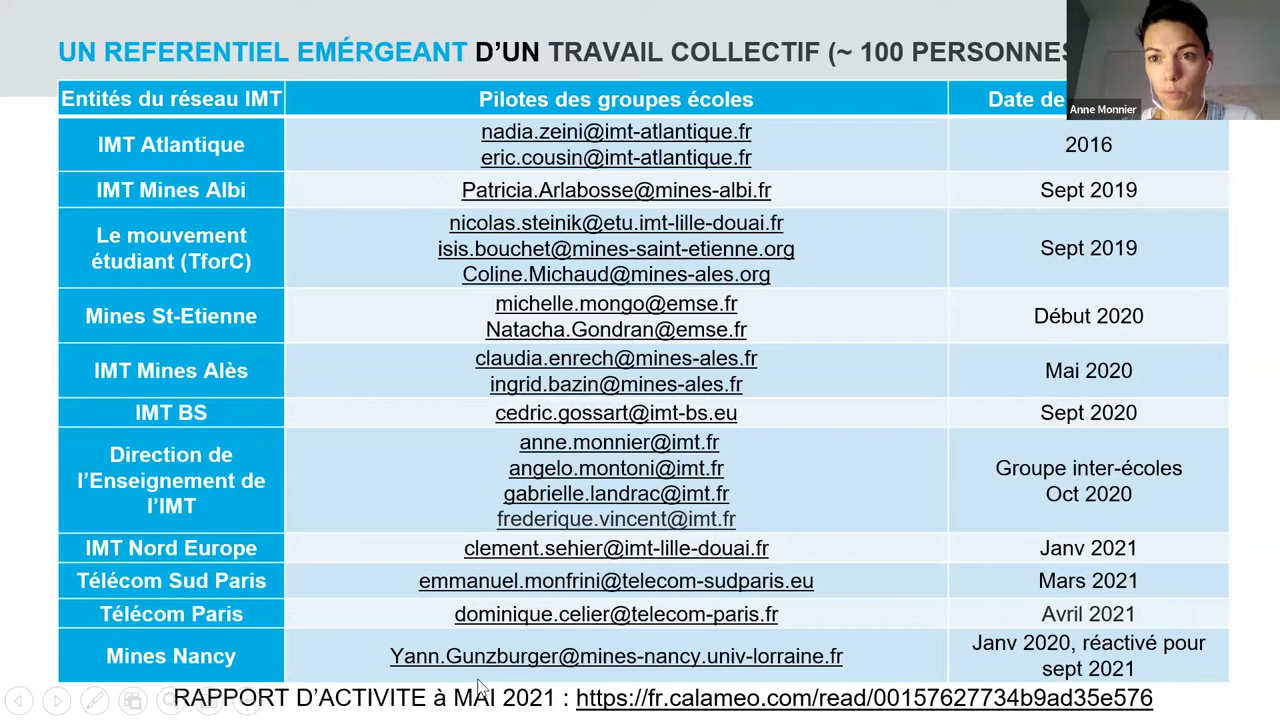 UN REFERENTIEL EMÉRGEANT D’UN TRAVAIL COLLECTIF (~ 100 PERSONNES
Anne Monnier
Entités du réseau IMT
Pilotes des groupes écoles
Date de
IMT Atlantique
nadia.zeini@imt-atlantique.fr
eric.cousin@imt-atlantique.fr
2016
IMT Mines Albi
Patricia.Arlabosse@mines-albi.fr
Sept 2019
Le mouvement
étudiant (TforC)
nicolas.steinik@etu.imt-lille-douai.fr
isis.bouchet@mines-saint-etienne.org
Coline.Michaud@mines-ales.org
Sept 2019
Mines St-Etienne
michelle.mongo@emse.fr
Natacha.Gondran@emse.fr
Début 2020
IMT Mines Alès
claudia.enrech@mines-ales.fr
ingrid.bazin@mines-ales.fr
Mai 2020
IMT BS
cedric.gossart@imt-bs.eu
Sept 2020
Direction de
l’Enseignement de
l’IMT
anne.monnier@imt.fr
angelo.montoni@imt.fr
gabrielle.landrac@imt.fr
frederique.vincent@imt.fr
Groupe inter-écoles
Oct 2020
IMT Nord Europe
clement.sehier@imt-lille-douai.fr
Janv 2021
Télécom Sud Paris
emmanuel.monfrini@telecom-sudparis.eu
Mars 2021
Télécom Paris
dominique.celier@telecom-paris.fr
Avril 2021
Mines Nancy
Yann.Gunzburger@mines-nancy.univ-lorraine.fr
Janv 2020, réactivé pour
sept 2021
RAPPORT D’ACTIVITE à MAI 2021 : https://fr.calameo.com/read/00157627734b9ad35e576